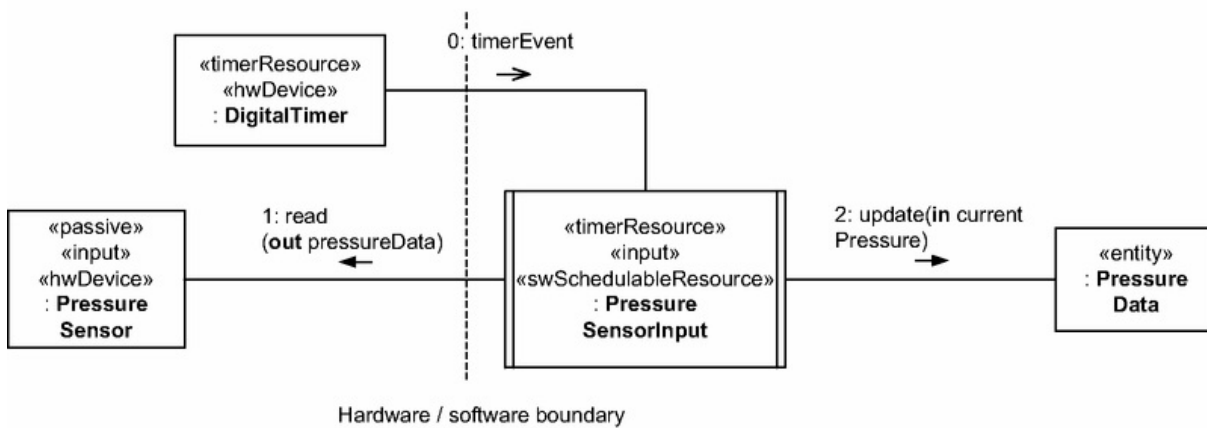 0: timerEvent
«timerResource»
«hwDevice»
: DigitalTimer
1: read
(out pressureData)
«passive»
«input»
«hwDevice»
: Pressure
Sensor
«timerResource»
«input»
«swSchedulableResource»
: Pressure
SensorInput
2: update(in current
Pressure)
«entity»
: Pressure
Data
Hardware / software boundary